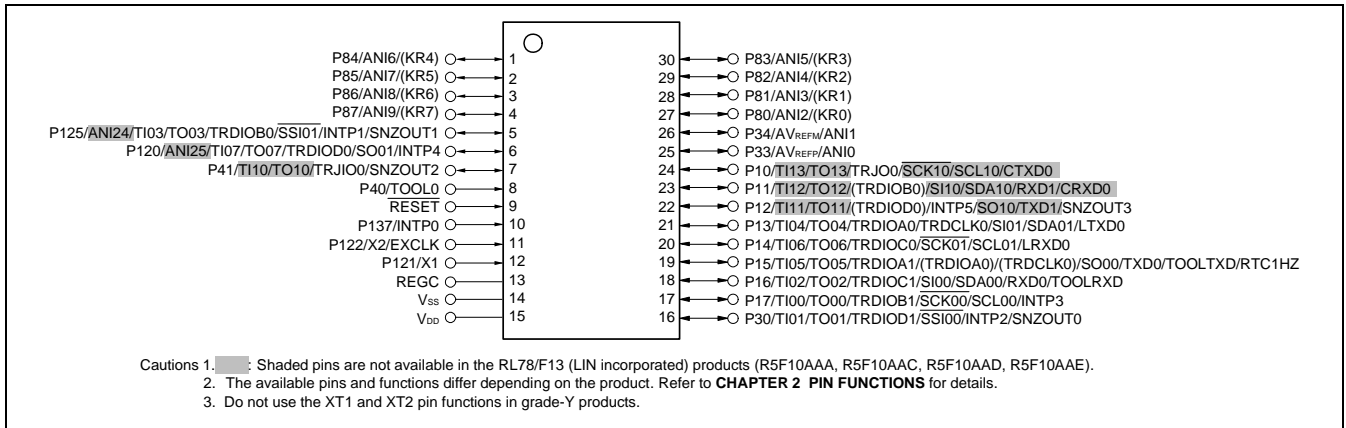 P84/ANI6/(KR4) 1
P85/ANI7/(KR5) 2
P86/ANI8/(KR6) 3
P87/ANI9/(KR7) 4
P125/ANI24/TI03/TO03/TRDIOB0/SSI01/INTP1/SNZOUT1 5
P120/ANI25/TI07/TO07/TRDIOD0/SO01/INTP4 6
P41/TI10/TO10/TRJIO0/SNZOUT2 7
P40/TOOL0 8
RESET 9
P137/INTP0 10
P122/X2/EXCLK 11
P121/X1 12
REGC 13
VSS 14
VDD 15
30 P83/ANI5/(KR3)
29 P82/ANI4/(KR2)
28 P81/ANI3/(KR1)
27 P80/ANI2/(KR0)
26 P34/AVREFM/ANI1
25 P33/AVREFP/ANI0
24 P10/TI13/TO13/TRJO0/SCK10/SCL10/CTXD0
23 P11/TI12/TO12/(TRDIOB0)/SI10/SDA10/RXD1/CRXD0
22 P12/TI11/TO11/(TRDIOD0)/INTP5/SO10/TXD1/SNZOUT3
21 P13/TI04/TO04/TRDIOA0/TRDCLK0/SI01/SDA01/LTXD0
20 P14/TI06/TO06/TRDIOC0/SCK01/SCL01/LRXD0
19 P15/TI05/TO05/TRDIOA1/(TRDIOA0)/(TRDCLK0)/SO00/TXD0/TOOLTXD/RTC1HZ
18 P16/TI02/TO02/TRDIOC1/SI00/SDA00/RXD0/TOOLRXD
17 P17/TI00/TO00/TRDIOB1/SCK00/SCL00/INTP3
16 P30/TI01/TO01/TRDIOD1/SSI00/INTP2/SNZOUT0
Cautions 1. : Shaded pins are not available in the RL78/F13 (LIN incorporated) products (R5F10AAA, R5F10AAC, R5F10AAD, R5F10AAE).
2. The available pins and functions differ depending on the product. Refer to CHAPTER 2 PIN FUNCTIONS for details.
3. Do not use the XT1 and XT2 pin functions in grade-Y products.